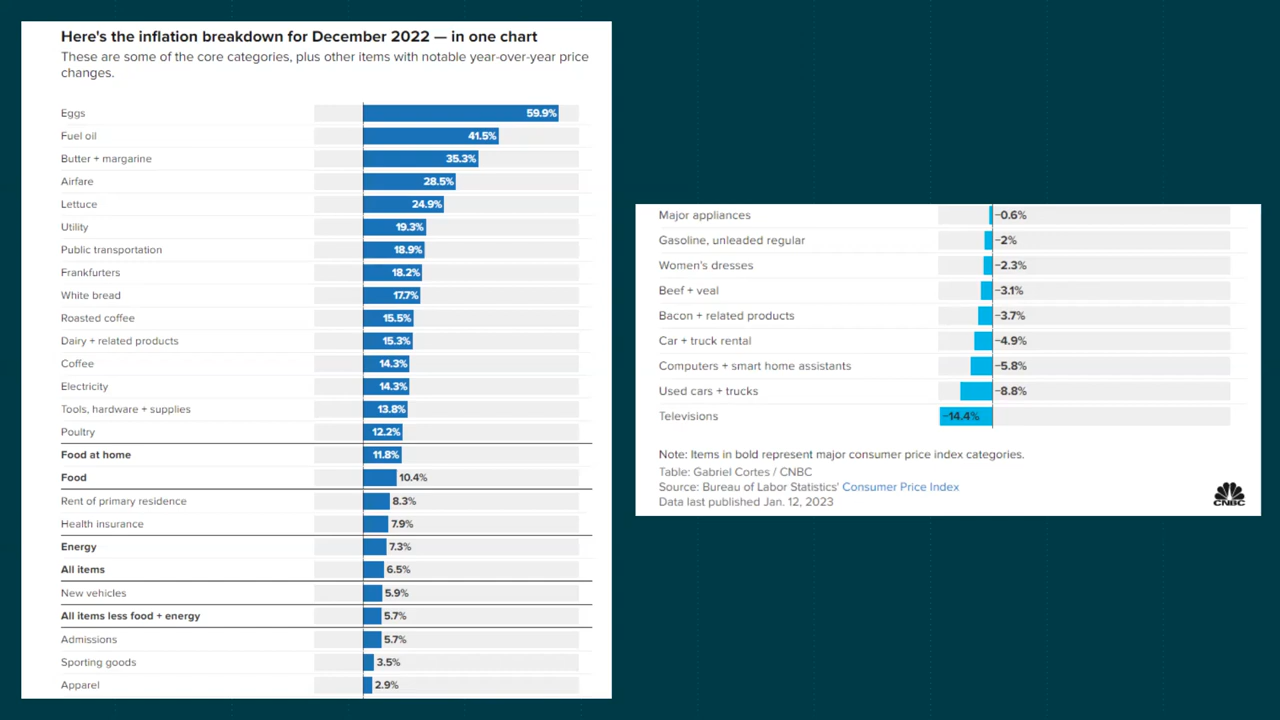 Here's the inflation breakdown for December 2022 — in one chart
These are some of the core categories, plus other items with notable year-over-year price
changes.
Eggs 59.9%
Fuel oil 41.5%
Butter + margarine 35.3%
Airfare 28.5%
Lettuce 24.9%
Utility 19.3%
Public transportation 18.9%
Frankfurters 18.2%
White bread 17.7%
Roasted coffee 15.5%
Dairy + related products 15.3%
Coffee 14.3%
Electricity 14.3%
Tools, hardware + supplies 13.8%
Poultry 12.2%
Food at home 11.8%
Food 10.4%
Rent of primary residence 8.3%
Health insurance 7.9%
Energy 7.3%
All items 6.5%
New vehicles 5.9%
All items less food + energy 5.7%
Admissions 5.7%
Sporting goods 3.5%
Apparel 2.9%
Major appliances −0.6%
Gasoline, unleaded regular −2%
Women's dresses −2.3%
Beef + veal −3.1%
Bacon + related products −3.7%
Car + truck rental −4.9%
Computers + smart home assistants −5.8%
Used cars + trucks −8.8%
Televisions −14.4%
Note: Items in bold represent major consumer price index categories.
Table: Gabriel Cortes / CNBC
Source: Bureau of Labor Statistics' Consumer Price Index
Data last published Jan. 12, 2023
CNBC